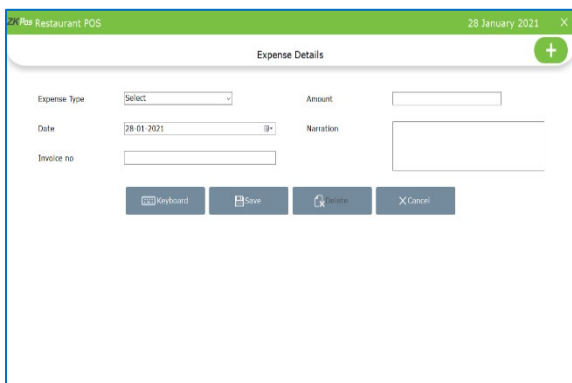 ZKPos Restaurant POS 28 January 2021 X
Expense Details
Expense Type Select Amount
Date 28-01-2021 Narration
Invoice no
Keyboard Save Delete Cancel